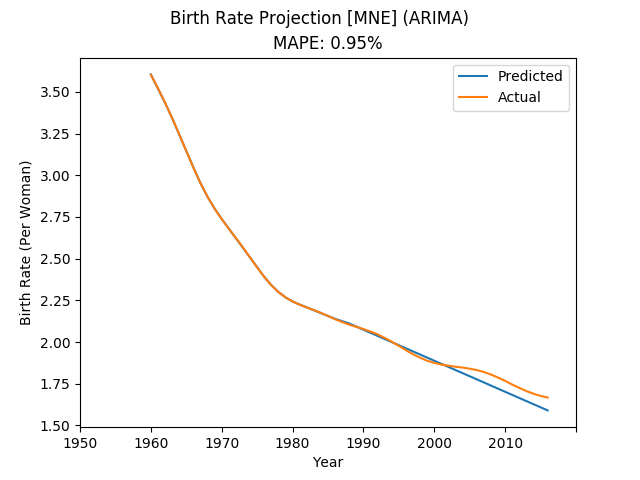 Birth Rate Projection [MNE] (ARIMA)
MAPE: 0.95%
Predicted
Actual
Birth Rate (Per Woman)
3.50
3.25
3.00
2.75
2.50
2.25
2.00
1.75
1.50
1950 1960 1970 1980 1990 2000 2010
Year